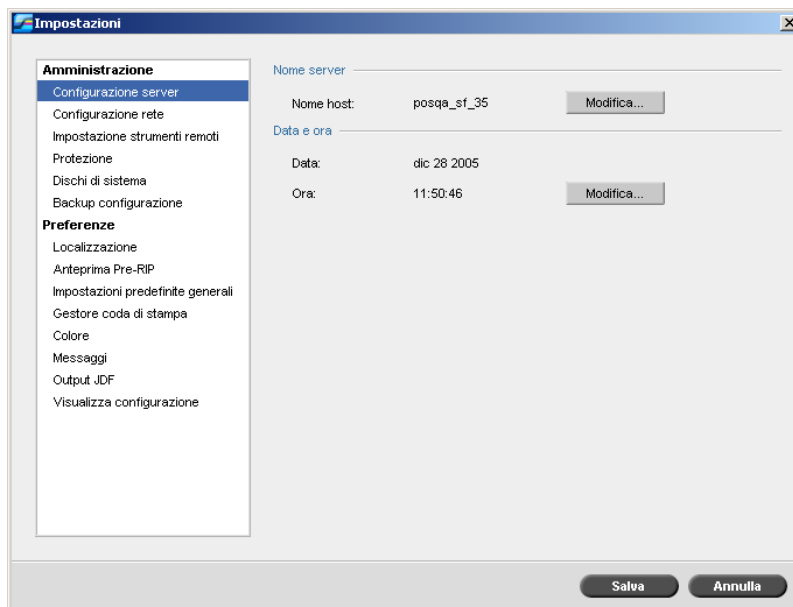 Impostazioni
Amministrazione
Configurazione server
Configurazione rete
Impostazione strumenti remoti
Protezione
Dischi di sistema
Backup configurazione
Preferenze
Localizzazione
Anteprima Pre-RIP
Impostazioni predefinite generali
Gestore coda di stampa
Colore
Messaggi
Output JDF
Visualizza configurazione
Nome server
Nome host: posqa_sf_35 Modifica...
Data e ora
Data: dic 28 2005
Ora: 11:50:46 Modifica...
Salva Annulla